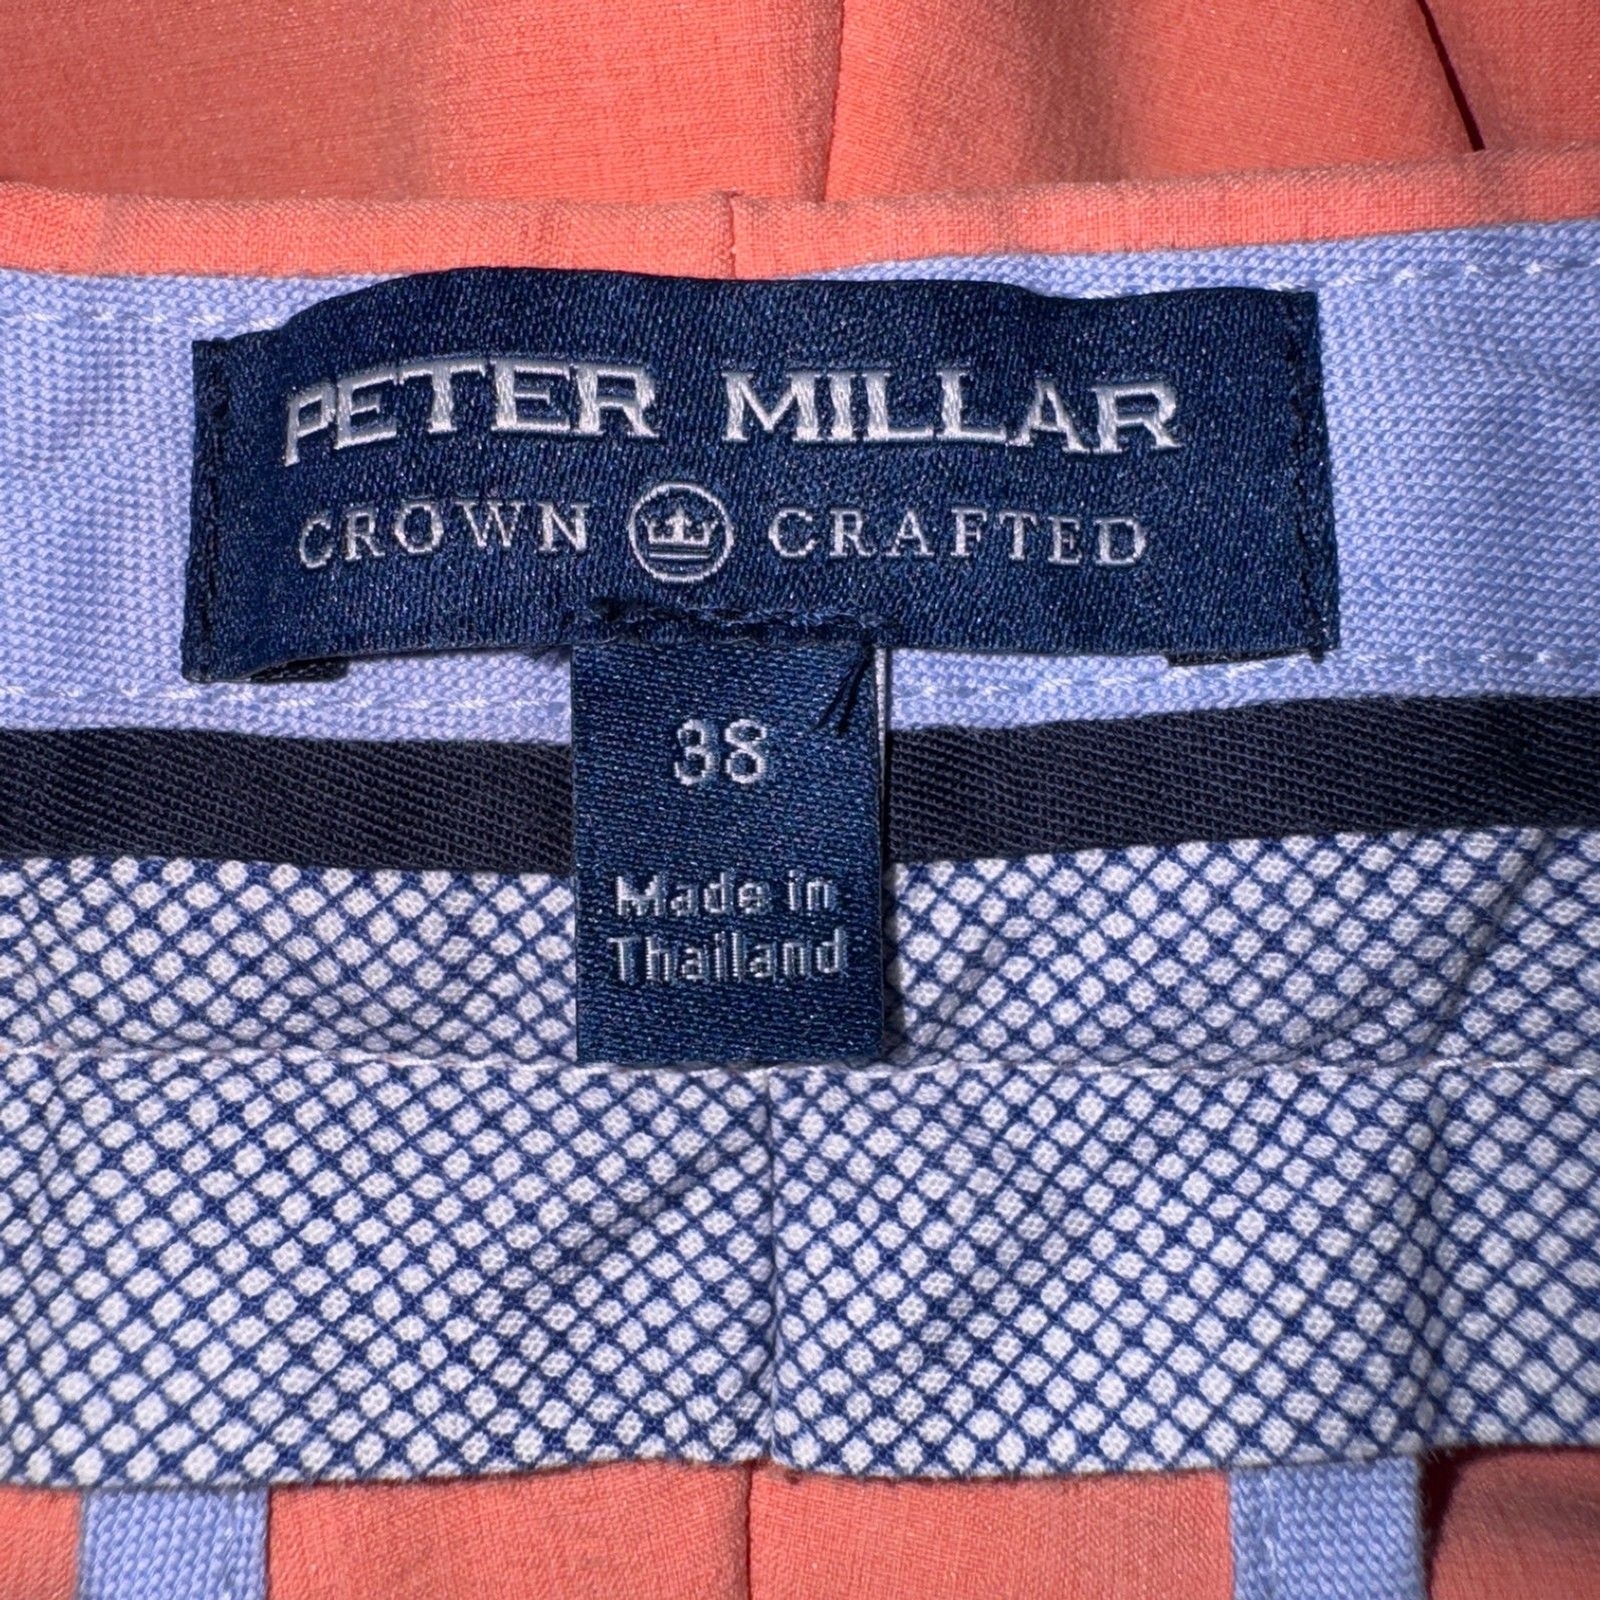 PETER MILLAR
CROWN CRAFTED
38
Made in
Thailand